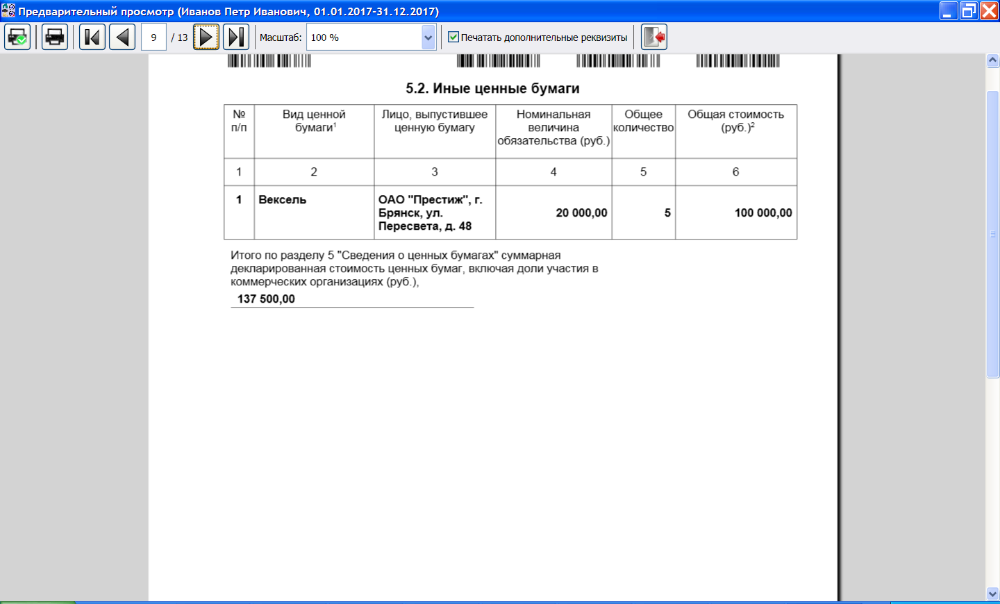 Предварительный просмотр (Иванов Петр Иванович, 01.01.2017-31.12.2017)
9 / 13 Масштаб: 100 % Печатать дополнительные реквизиты
5.2. Иные ценные бумаги
№ п/п
Вид ценной бумаги¹
Лицо, выпустившее ценную бумагу
Номинальная величина обязательства (руб.)
Общее количество
Общая стоимость (руб.)²
1 2 3 4 5 6
1 Вексель ОАО "Престиж", г. Брянск, ул. Пересвета, д. 48 20 000,00 5 100 000,00
Итого по разделу 5 "Сведения о ценных бумагах" суммарная
декларированная стоимость ценных бумаг, включая доли участия в
коммерческих организациях (руб.),
137 500,00